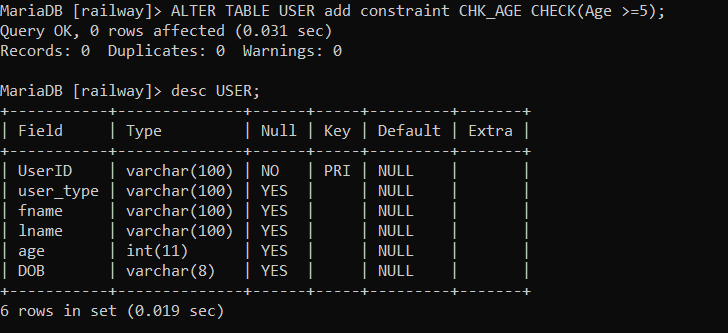 MariaDB [railway]> ALTER TABLE USER add constraint CHK_AGE CHECK(Age >=5);
Query OK, 0 rows affected (0.031 sec)
Records: 0  Duplicates: 0  Warnings: 0

MariaDB [railway]> desc USER;
+-----------+--------------+------+-----+---------+-------+
| Field     | Type         | Null | Key | Default | Extra |
+-----------+--------------+------+-----+---------+-------+
| UserID    | varchar(100) | NO   | PRI | NULL    |       |
| user_type | varchar(100) | YES  |     | NULL    |       |
| fname     | varchar(100) | YES  |     | NULL    |       |
| lname     | varchar(100) | YES  |     | NULL    |       |
| age       | int(11)      | YES  |     | NULL    |       |
| DOB       | varchar(8)   | YES  |     | NULL    |       |
+-----------+--------------+------+-----+---------+-------+
6 rows in set (0.019 sec)